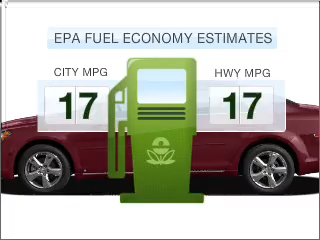 EPA FUEL ECONOMY ESTIMATES
CITY MPG
HWY MPG
17
17